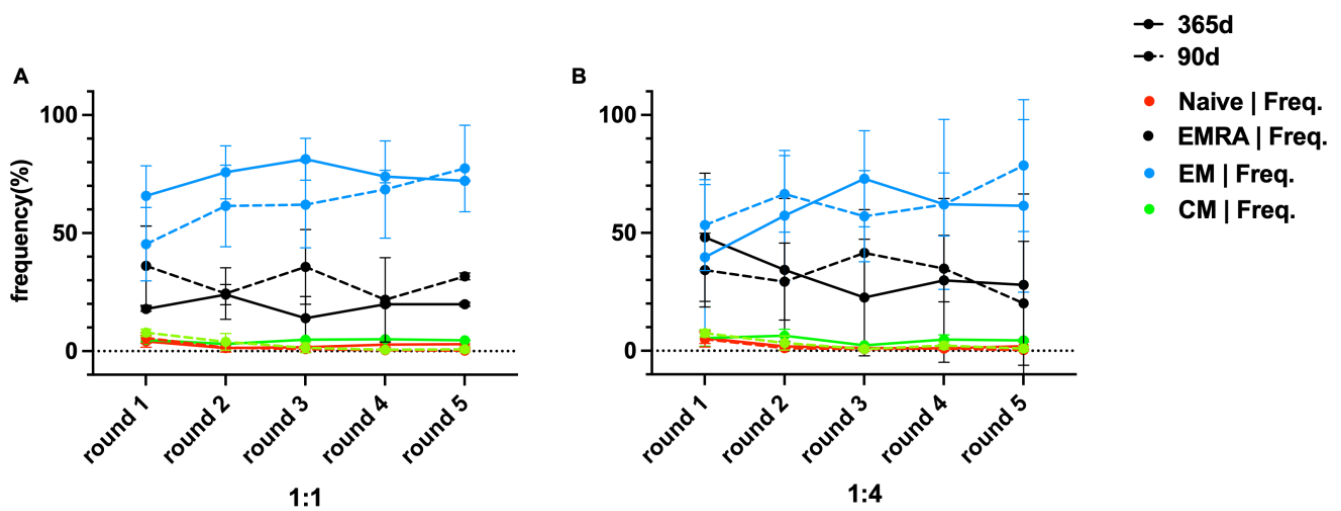 A
frequency(%)
100
50
0
round 1
round 2
round 3
round 4
round 5
1:1
B
100
50
0
round 1
round 2
round 3
round 4
round 5
1:4
365d
90d
Naive | Freq.
EMRA | Freq.
EM | Freq.
CM | Freq.